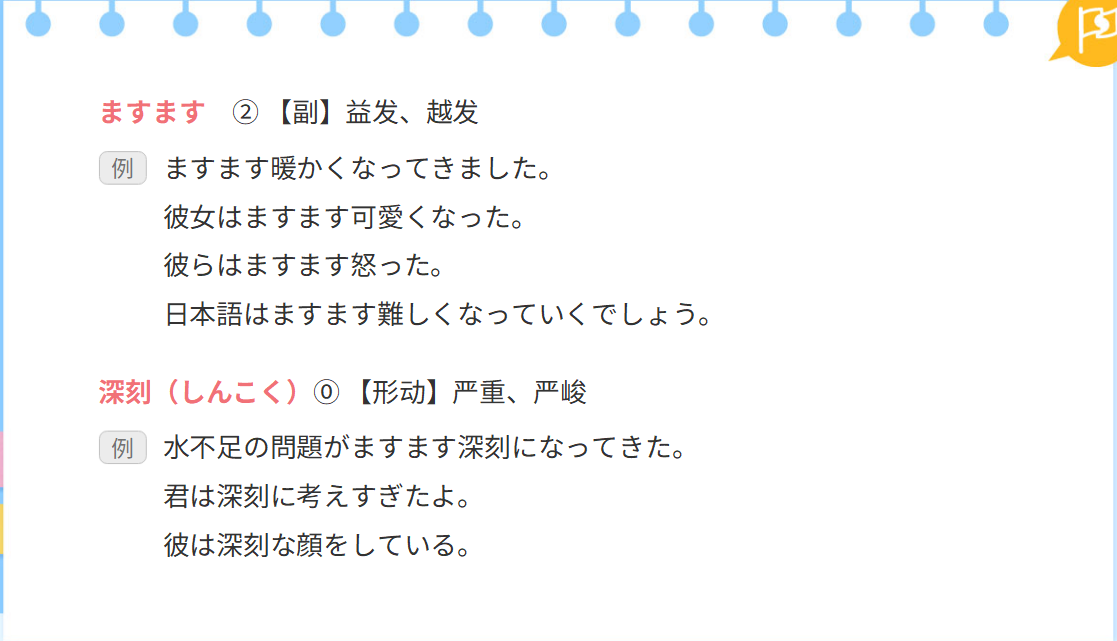 ますます ②【副】益发、越发
例 ますます暖かくなってきました。
彼女はますます可愛くなった。
彼らはますます怒った。
日本語はますます難しくなっていくでしょう。
深刻（しんこく）⓪【形动】严重、严峻
例 水不足の問題がますます深刻になってきた。
君は深刻に考えすぎたよ。
彼は深刻な顔をしている。